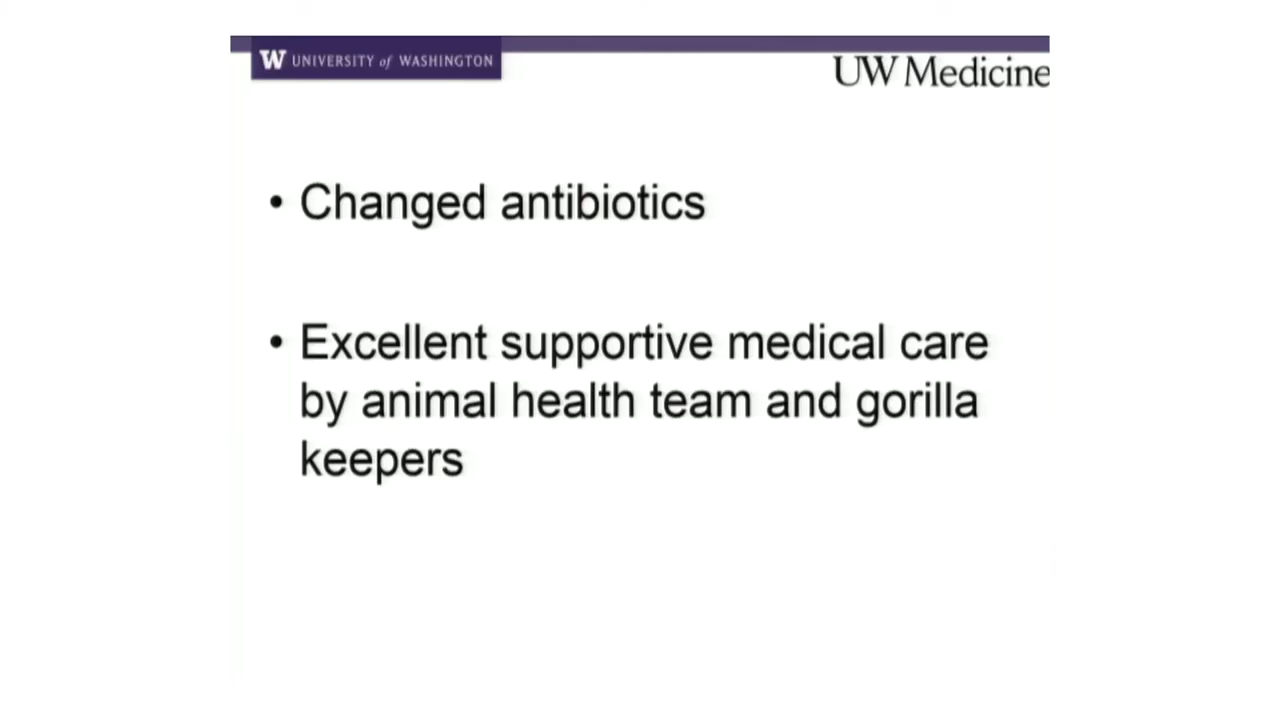 W UNIVERSITY of WASHINGTON
UW Medicine
• Changed antibiotics
• Excellent supportive medical care
by animal health team and gorilla
keepers